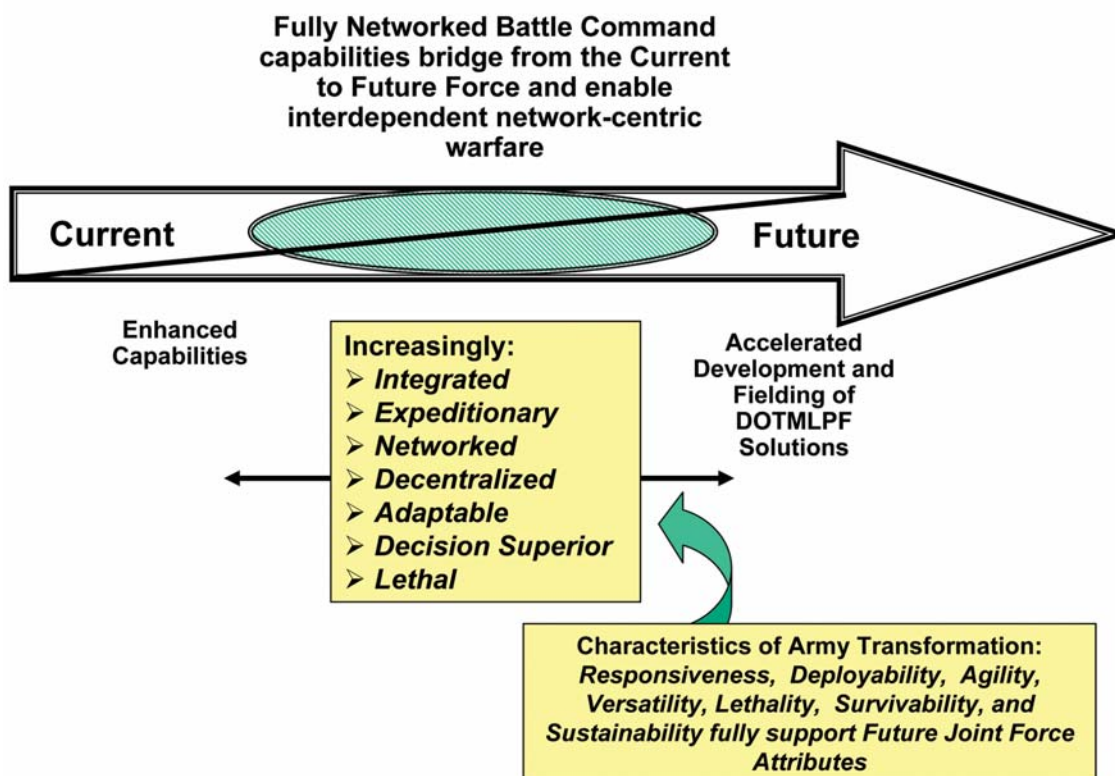 Fully Networked Battle Command
capabilities bridge from the Current
to Future Force and enable
interdependent network-centric
warfare
Current
Future
Enhanced
Capabilities
Increasingly:
➢ Integrated
➢ Expeditionary
➢ Networked
➢ Decentralized
➢ Adaptable
➢ Decision Superior
➢ Lethal
Accelerated
Development and
Fielding of
DOTMLPF
Solutions
Characteristics of Army Transformation:
Responsiveness, Deployability, Agility,
Versatility, Lethality, Survivability, and
Sustainability fully support Future Joint Force
Attributes